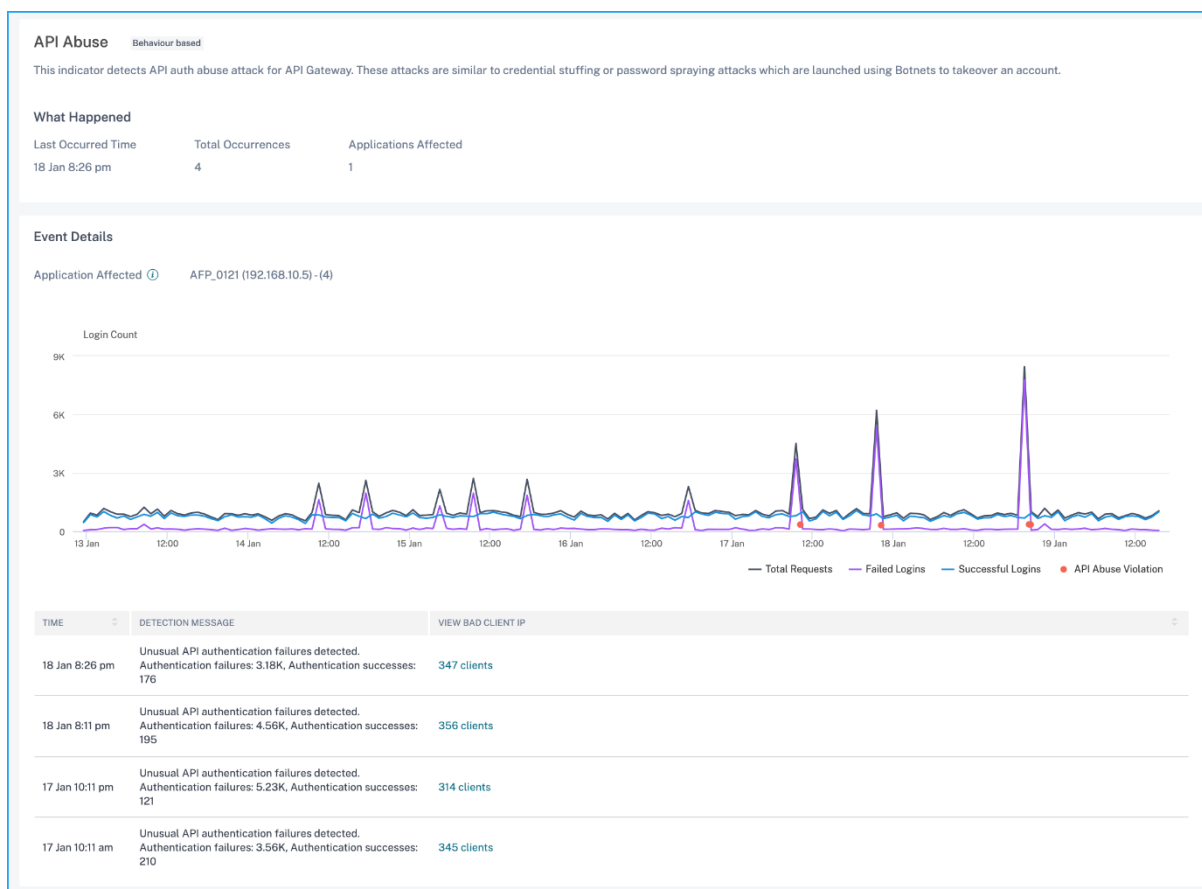 API Abuse Behaviour based
This indicator detects API auth abuse attack for API Gateway. These attacks are similar to credential stuffing or password spraying attacks which are launched using Botnets to takeover an account.
What Happened
Last Occurred Time Total Occurrences Applications Affected
18 Jan 8:26 pm 4 1
Event Details
Application Affected AFP_0121 (192.168.10.5) - (4)
Login Count
9K
6K
3K
0
13 Jan 12:00 14 Jan 12:00 15 Jan 12:00 16 Jan 12:00 17 Jan 12:00 18 Jan 12:00 19 Jan 12:00
Total Requests Failed Logins Successful Logins API Abuse Violation
TIME DETECTION MESSAGE VIEW BAD CLIENT IP
Unusual API authentication failures detected.
18 Jan 8:26 pm Authentication failures: 3.18K, Authentication successes: 347 clients
176
Unusual API authentication failures detected.
18 Jan 8:11 pm Authentication failures: 4.56K, Authentication successes: 356 clients
195
Unusual API authentication failures detected.
17 Jan 10:11 pm Authentication failures: 5.23K, Authentication successes: 314 clients
121
Unusual API authentication failures detected.
17 Jan 10:11 am Authentication failures: 3.56K, Authentication successes: 345 clients
210